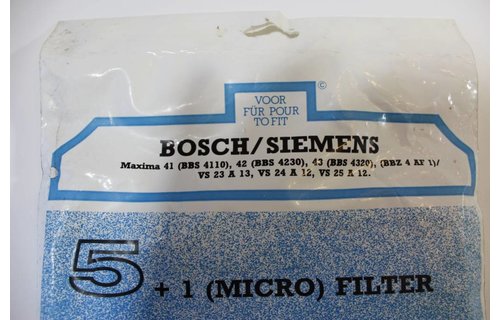 ©
VOOR
FÜR POUR
TO FIT
BOSCH/SIEMENS
Maxima 41 (BBS 4110), 42 (BBS 4230), 43 (BBS 4320), (BBZ 4 AF 1)/
VS 23 A 13, VS 24 A 12, VS 25 A 12.
5 + 1 (MICRO) FILTER